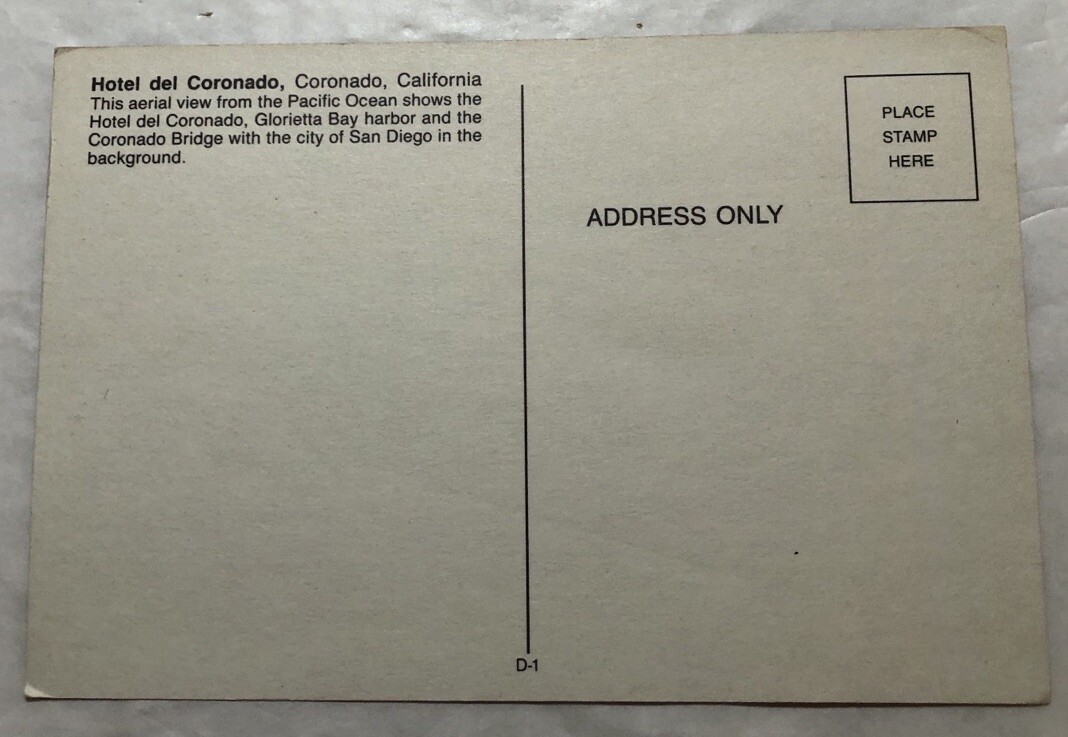 Hotel del Coronado, Coronado, California
This aerial view from the Pacific Ocean shows the
Hotel del Coronado, Glorietta Bay harbor and the
Coronado Bridge with the city of San Diego in the
background.
PLACE
STAMP
HERE
ADDRESS ONLY
D-1